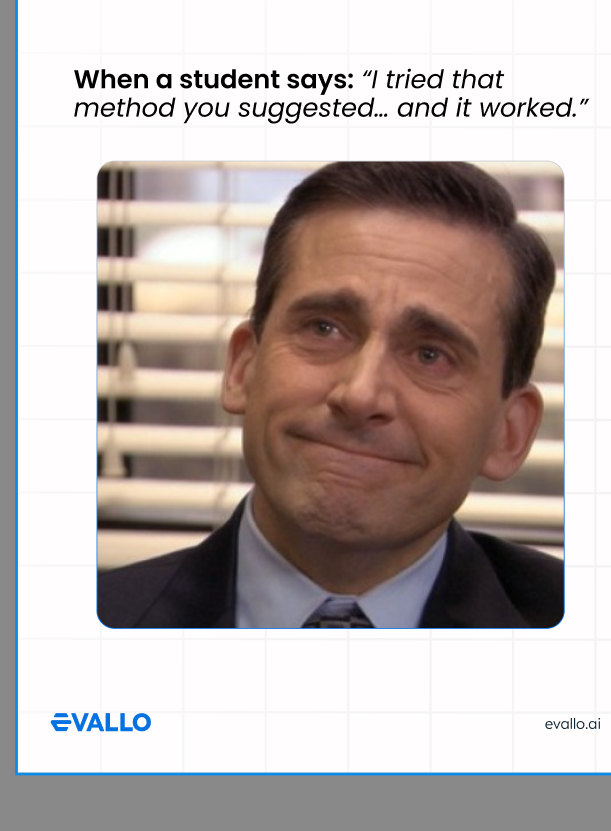 When a student says: “I tried that
method you suggested... and it worked.”
EVALLO
evallo.ai